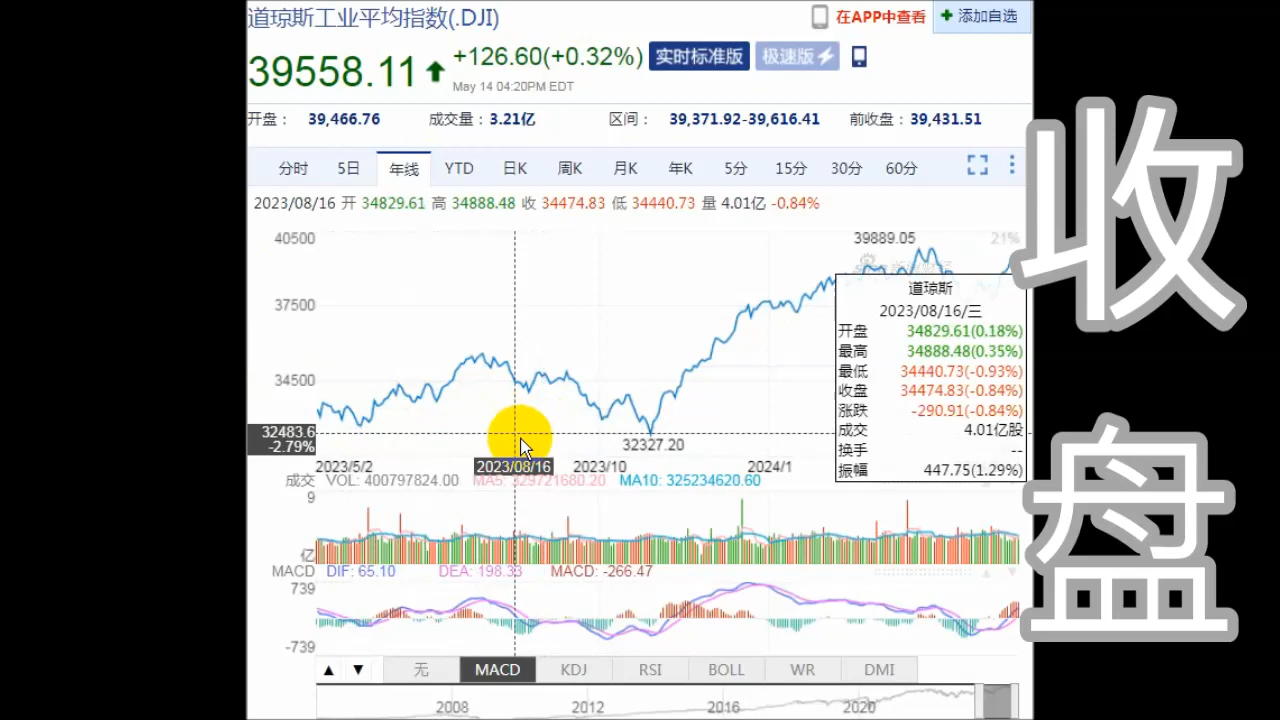 道琼斯工业平均指数(.DJI)
在APP中查看
添加自选
39558.11
+126.60(+0.32%)
实时标准版
极速版
May 14 04:20PM EDT
开盘： 39,466.76 成交量：3.21亿 区间： 39,371.92-39,616.41 前收盘：39,431.51
分时 5日 年线 YTD 日K 周K 月K 年K 5分 15分 30分 60分
2023/08/16 开 34829.61 高 34888.48 收 34474.83 低 34440.73 量 4.01亿 -0.84%
40500
39889.05
21%
37500
34500
32483.6
-2.79%
32327.20
道琼斯
2023/08/16/三
开盘 34829.61(0.18%)
最高 34888.48(0.35%)
最低 34440.73(-0.93%)
收盘 34474.83(-0.84%)
涨跌 -290.91(-0.84%)
成交 4.01亿股
换手 --
振幅 447.75(1.29%)
2023/5/2 2023/08/16 2023/10 2024/1
成交 VOL: 400797824.00 MA5: 329721680.20 MA10: 325234620.60
9
亿
MACD DIF: 65.10 DEA: 198.33 MACD: -266.47
739
-739
无 MACD KDJ RSI BOLL WR DMI
2008 2012 2016 2020
收
盘